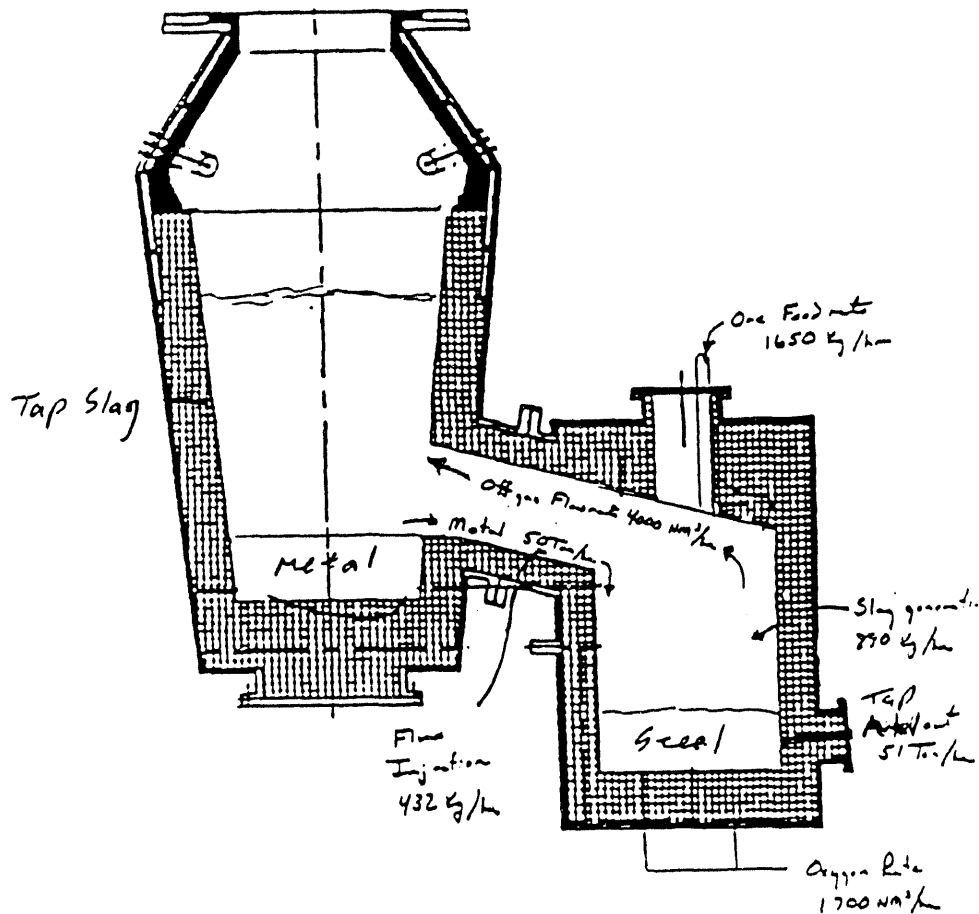 Ore Feed rate
1650 Kg/hr
Tap Slag
Off gas Flowrate 4000 NM³/hr
Metal 50 Ton/hr
Metal
Slag generation
890 Kg/hr
Tap
51 Ton/hr
Steel
Flux
Injection
432 Kg/hr
Oxygen Rate
1700 NM³/hr